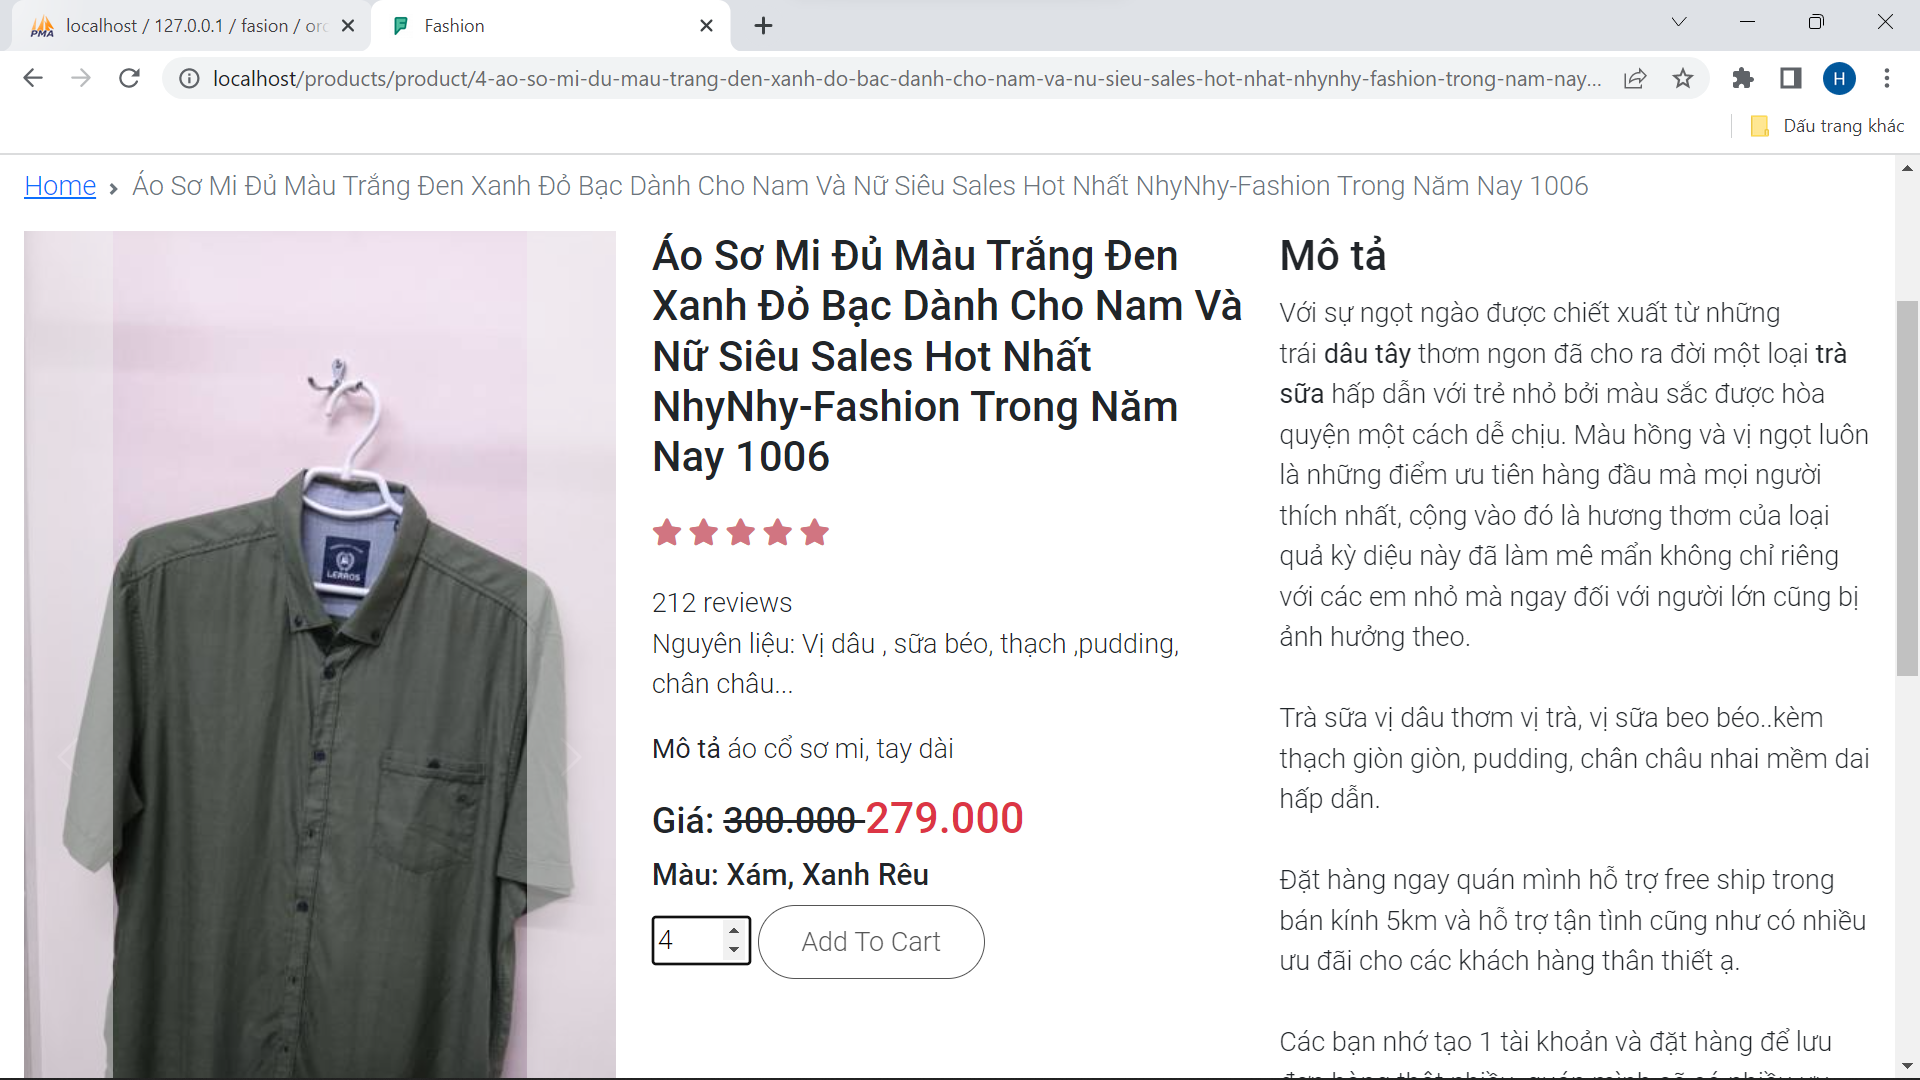 localhost / 127.0.0.1 / fasion / orc
Fashion
localhost/products/product/4-ao-so-mi-du-mau-trang-den-xanh-do-bac-danh-cho-nam-va-nu-sieu-sales-hot-nhat-nhynhy-fashion-trong-nam-nay...
H
Dấu trang khác
Home › Áo Sơ Mi Đủ Màu Trắng Đen Xanh Đỏ Bạc Dành Cho Nam Và Nữ Siêu Sales Hot Nhất NhyNhy-Fashion Trong Năm Nay 1006
LERROS
Áo Sơ Mi Đủ Màu Trắng Đen
Xanh Đỏ Bạc Dành Cho Nam Và
Nữ Siêu Sales Hot Nhất
NhyNhy-Fashion Trong Năm
Nay 1006
212 reviews
Nguyên liệu: Vị dâu , sữa béo, thạch ,pudding,
chân châu...
Mô tả áo cổ sơ mi, tay dài
Giá: 300.000 279.000
Màu: Xám, Xanh Rêu
4
Add To Cart
Mô tả
Với sự ngọt ngào được chiết xuất từ những
trái dâu tây thơm ngon đã cho ra đời một loại trà
sữa hấp dẫn với trẻ nhỏ bởi màu sắc được hòa
quyện một cách dễ chịu. Màu hồng và vị ngọt luôn
là những điểm ưu tiên hàng đầu mà mọi người
thích nhất, cộng vào đó là hương thơm của loại
quả kỳ diệu này đã làm mê mẩn không chỉ riêng
với các em nhỏ mà ngay đối với người lớn cũng bị
ảnh hưởng theo.
Trà sữa vị dâu thơm vị trà, vị sữa beo béo..kèm
thạch giòn giòn, pudding, chân châu nhai mềm dai
hấp dẫn.
Đặt hàng ngay quán mình hỗ trợ free ship trong
bán kính 5km và hỗ trợ tận tình cũng như có nhiều
ưu đãi cho các khách hàng thân thiết ạ.
Các bạn nhớ tạo 1 tài khoản và đặt hàng để lưu